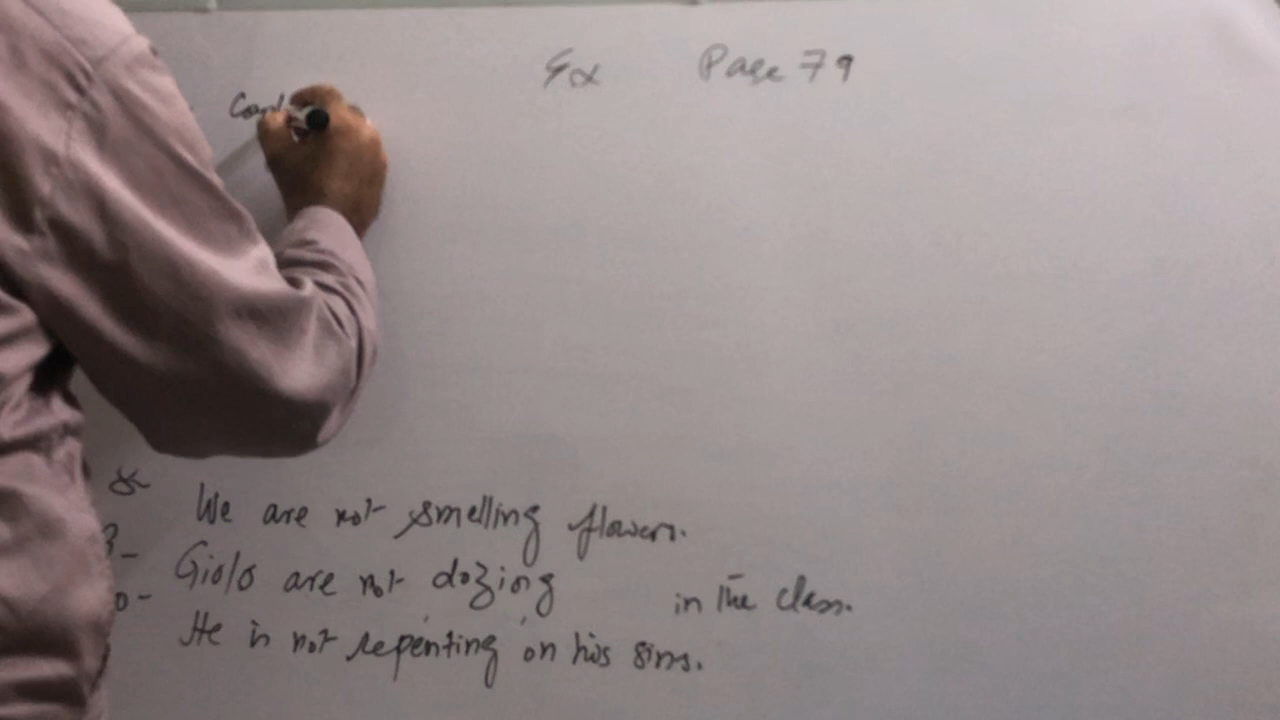 Ex Page 79
We are not smelling flowers.
Girls are not dozing in the class.
He is not repenting on his sins.